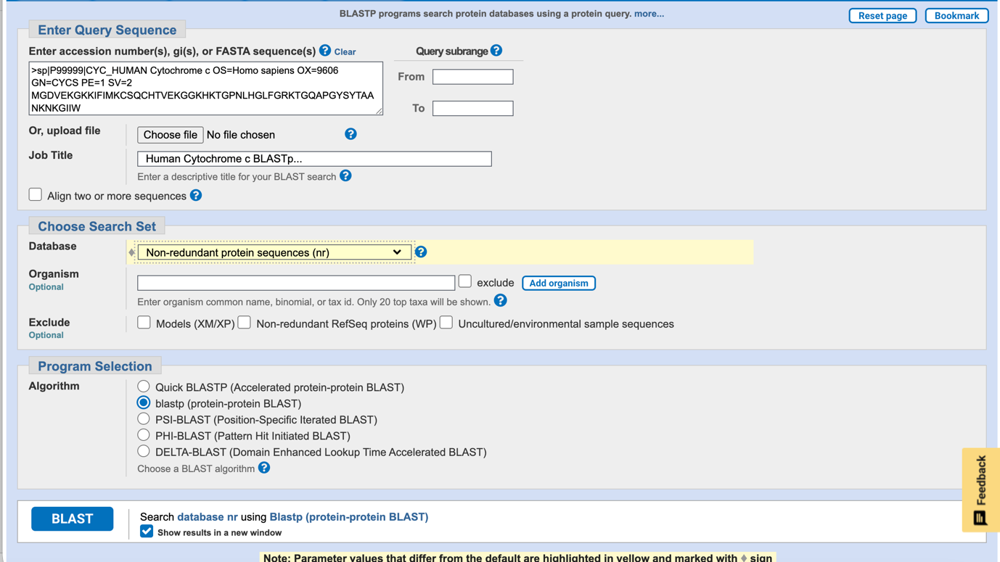 BLASTP programs search protein databases using a protein query. more...
Reset page
Bookmark
Enter Query Sequence
Enter accession number(s), gi(s), or FASTA sequence(s) ? Clear
Query subrange ?
>sp|P99999|CYC_HUMAN Cytochrome c OS=Homo sapiens OX=9606
GN=CYCS PE=1 SV=2
MGDVEKGKKIFIMKCSQCHTVEKGGKHKTGPNLHGLFGRKTGQAPGYSYTAA
NKNKGIIW
From
To
Or, upload file
Choose file No file chosen ?
Job Title
Human Cytochrome c BLASTp...
Enter a descriptive title for your BLAST search ?
Align two or more sequences ?
Choose Search Set
Database
Non-redundant protein sequences (nr) ?
Organism
Optional
exclude
Add organism
Enter organism common name, binomial, or tax id. Only 20 top taxa will be shown. ?
Exclude
Optional
Models (XM/XP) Non-redundant RefSeq proteins (WP) Uncultured/environmental sample sequences
Program Selection
Algorithm
Quick BLASTP (Accelerated protein-protein BLAST)
blastp (protein-protein BLAST)
PSI-BLAST (Position-Specific Iterated BLAST)
PHI-BLAST (Pattern Hit Initiated BLAST)
DELTA-BLAST (Domain Enhanced Lookup Time Accelerated BLAST)
Choose a BLAST algorithm ?
Feedback
BLAST
Search database nr using Blastp (protein-protein BLAST)
Show results in a new window
Note: Parameter values that differ from the default are highlighted in yellow and marked with ♦ sign